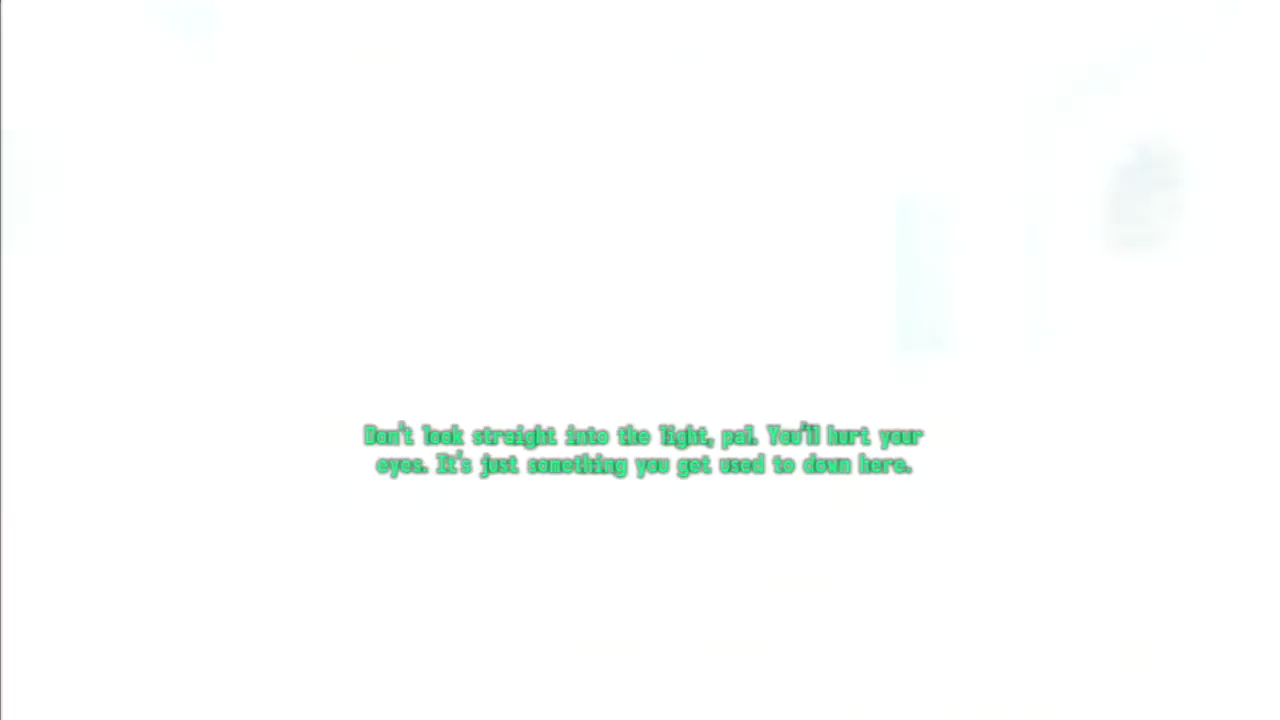 Don't look straight into the light, pal. You'll hurt your
eyes. It's just something you get used to down here.